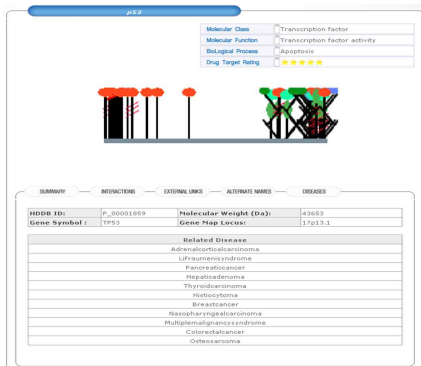 p53
Molecular Class Transcription factor
Molecular Function Transcription factor activity
BioLogical Process Apoptosis
Drug Target Rating
SUMMARY INTERACTIONS EXTERNAL LINKS ALTERNATE NAMES DISEASES
HDDB ID: P_00001859 Molecular Weight (Da): 43653
Gene Symbol : TP53 Gene Map Locus: 17p13.1
Related Disease
Adrenalcorticalcarcinoma
LiFraumenisyndrome
Pancreaticcancer
Hepaticadenoma
Thyroidcarcinoma
Histiocytoma
Breastcancer
Nasopharyngealcarcinoma
Multiplemalignancysyndrome
Colorectalcancer
Osteosarcoma